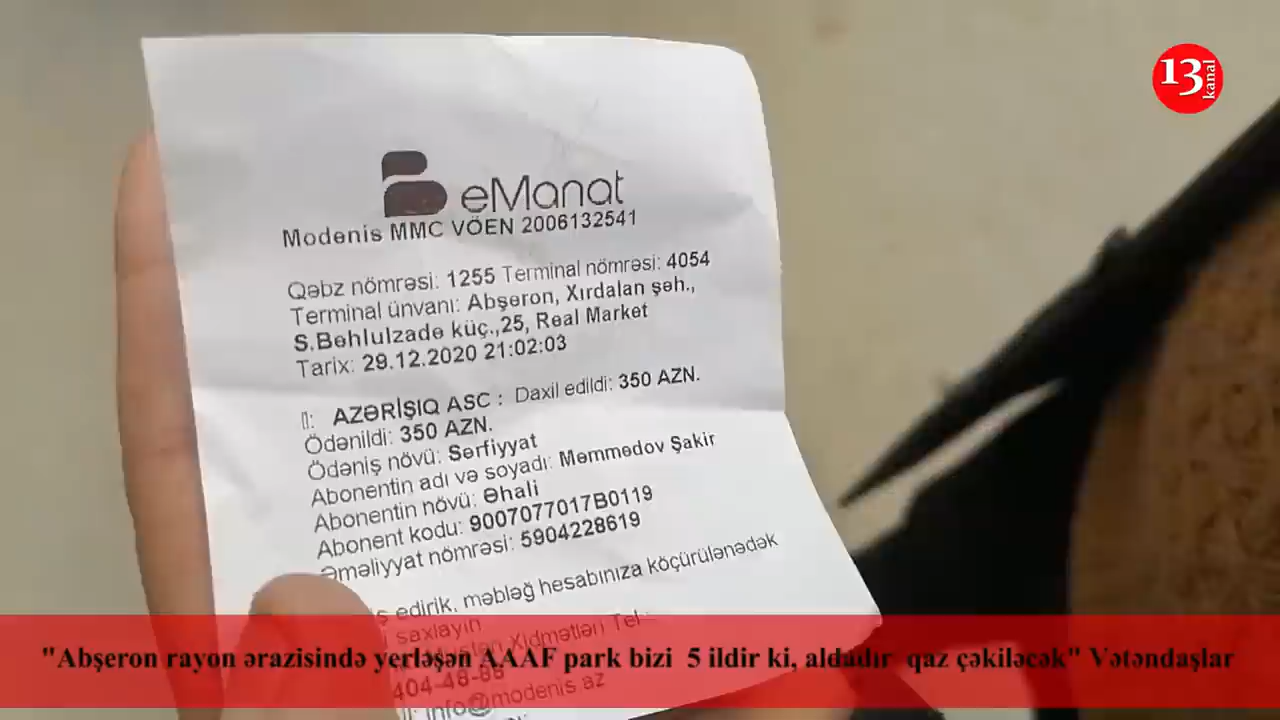 13 kanal
eManat
Modenis MMC VÖEN 2006132541
Qəbz nömrəsi: 1255 Terminal nömrəsi: 4054
Terminal ünvanı: Abşeron, Xırdalan şəh.,
S.Behlulzade küç.,25, Real Market
Tarix: 29.12.2020 21:02:03
AZƏRİŞIQ ASC : Daxil edildi: 350 AZN.
Ödənildi: 350 AZN.
Ödəniş növü: Sərfiyyat
Abonentin adı və soyadı: Məmmədov Şakir
Abonentin növü: Əhali
Abonent kodu: 9007077017B0119
Əməliyyat nömrəsi: 5904228619
edirik, məbləğ hesabınıza köçürülənədək
saxlayın
Xidmətləri Tel
404-48-88
info@modenis.az
"Abşeron rayon ərazisində yerləşən AAAF park bizi 5 ildir ki, aldadır qaz çəkiləcək" Vətəndaşlar